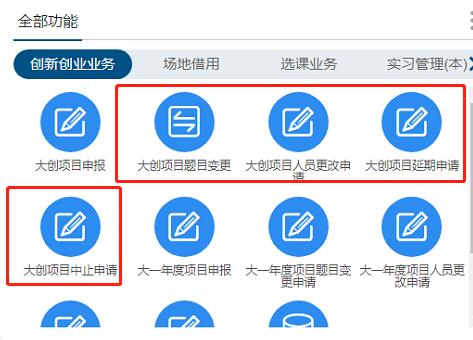 全部功能
创新创业业务
场地借用
选课业务
实习管理(本)
大创项目申报
大创项目题目变更
大创项目人员更改申
请
大创项目延期申请
大创项目中止申请
大一年度项目申报
大一年度项目题目变
更申请
大一年度项目人员更
改申请